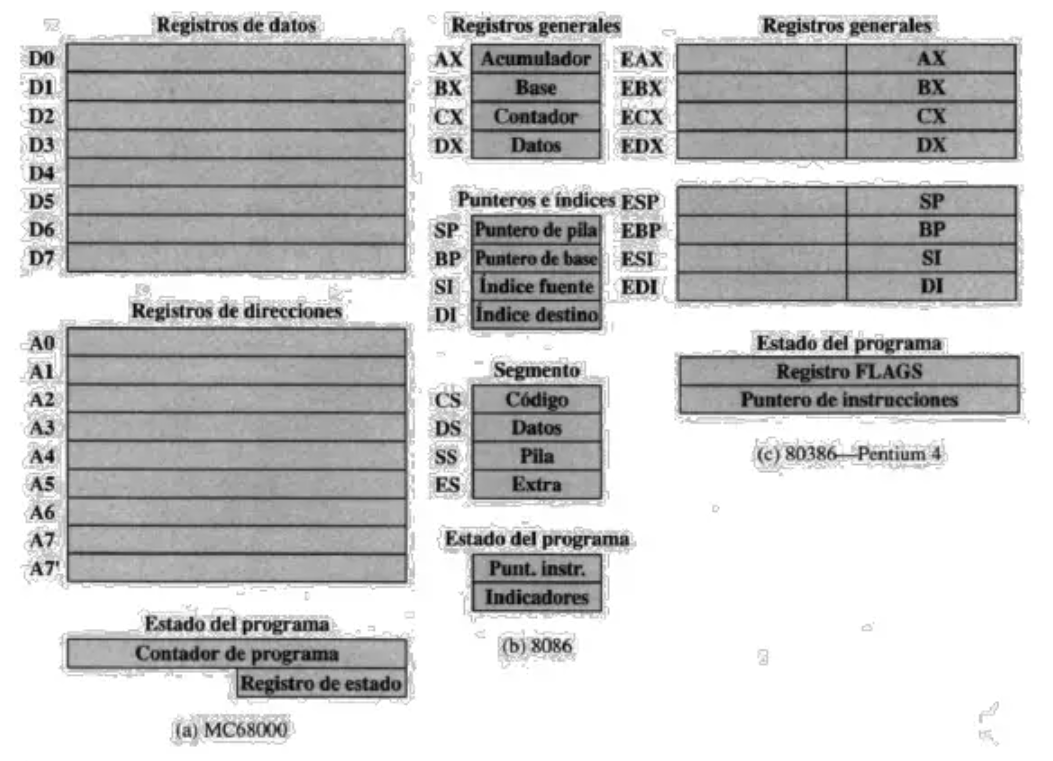 Registros de datos
D0
D1
D2
D3
D4
D5
D6
D7
Registros de direcciones
A0
A1
A2
A3
A4
A5
A6
A7
A7'
Estado del programa
Contador de programa
Registro de estado
(a) MC68000
Registros generales
AX Acumulador
BX Base
CX Contador
DX Datos
Punteros e índices
SP Puntero de pila
BP Puntero de base
SI Índice fuente
DI Índice destino
Segmento
CS Código
DS Datos
SS Pila
ES Extra
Estado del programa
Punt. instr.
Indicadores
(b) 8086
Registros generales
EAX AX
EBX BX
ECX CX
EDX DX
ESP SP
EBP BP
ESI SI
EDI DI
Estado del programa
Registro FLAGS
Puntero de instrucciones
(c) 80386—Pentium 4